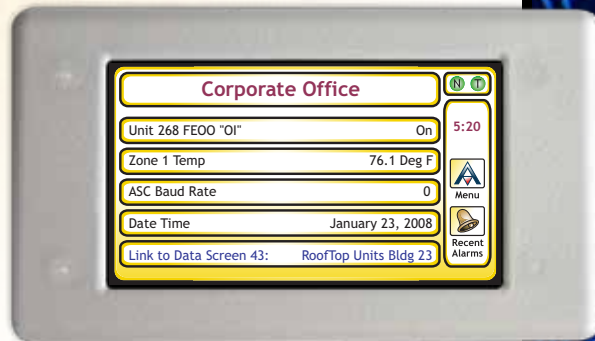 Corporate Office
N T
Unit 268 FEOO "OI" On
5:20
Zone 1 Temp 76.1 Deg F
ASC Baud Rate 0
Menu
Date Time January 23, 2008
Link to Data Screen 43: RoofTop Units Bldg 23
Recent
Alarms